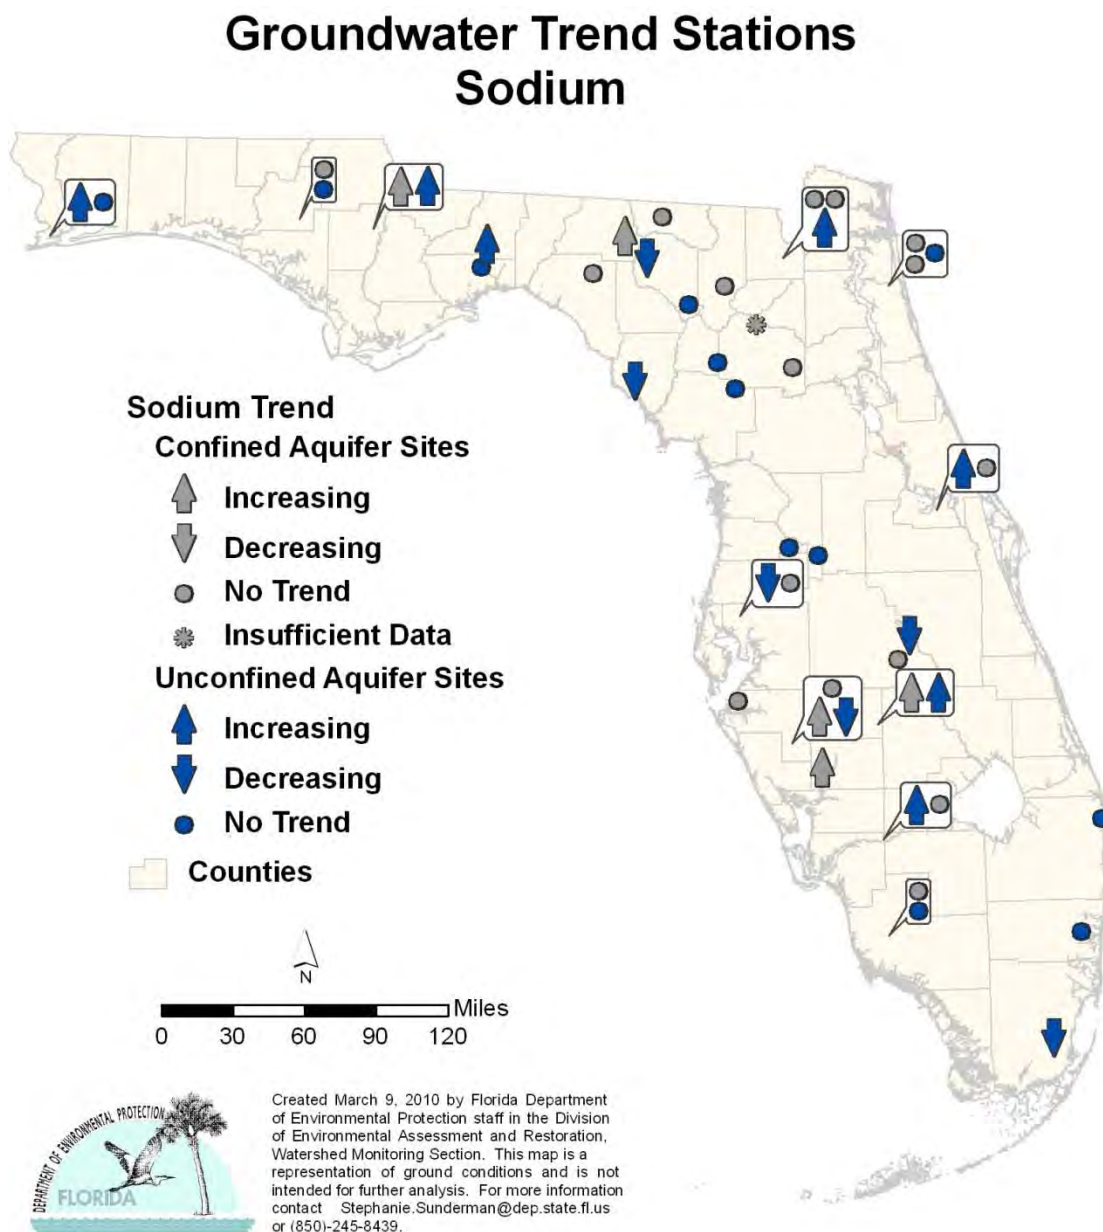 Groundwater Trend Stations
Sodium
Sodium Trend
Confined Aquifer Sites
Increasing
Decreasing
No Trend
Insufficient Data
Unconfined Aquifer Sites
Increasing
Decreasing
No Trend
Counties
N
Miles
0 30 60 90 120
DEPARTMENT OF ENVIRONMENTAL PROTECTION
FLORIDA
Created March 9, 2010 by Florida Department
of Environmental Protection staff in the Division
of Environmental Assessment and Restoration,
Watershed Monitoring Section. This map is a
representation of ground conditions and is not
intended for further analysis. For more information
contact Stephanie.Sunderman@dep.state.fl.us
or (850)-245-8439.